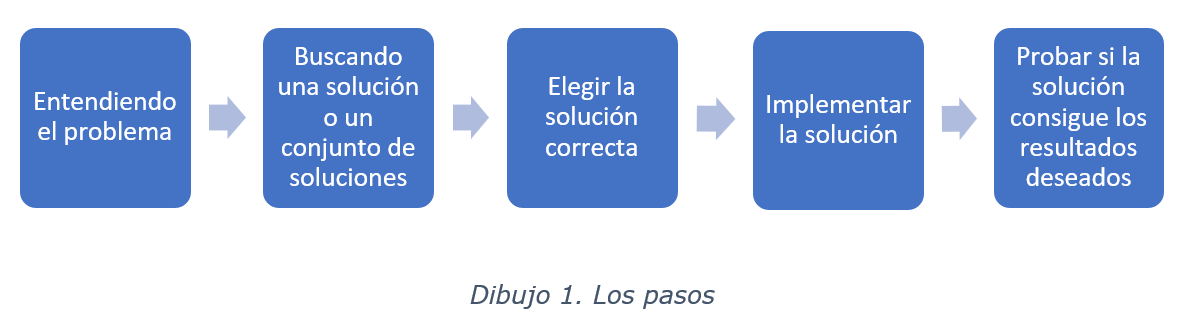 Entendiendo
el problema
Buscando
una solución
o un
conjunto de
soluciones
Elegir la
solución
correcta
Implementar
la solución
Probar si la
solución
consigue los
resultados
deseados
Dibujo 1. Los pasos